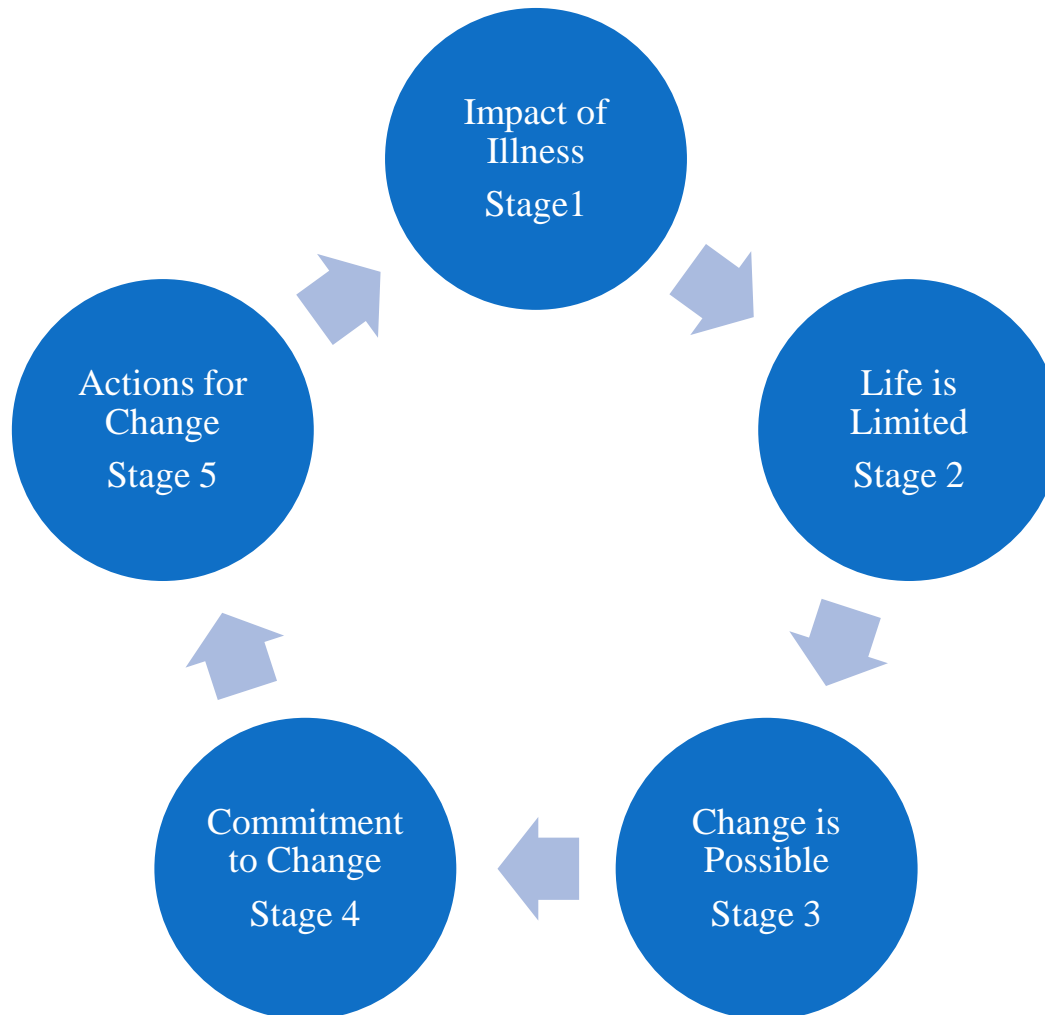 Impact of
Illness
Stage1
Life is
Limited
Stage 2
Change is
Possible
Stage 3
Commitment
to Change
Stage 4
Actions for
Change
Stage 5